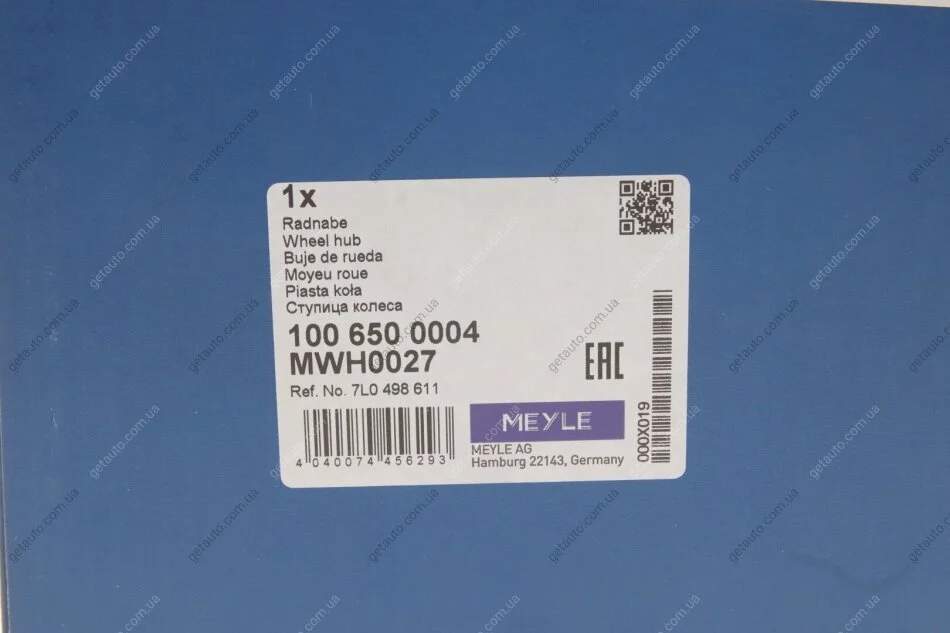 1x
Radnabe
Wheel hub
Buje de rueda
Moyeu roue
Piasta koła
Ступица колеса
100 650 0004
MWH0027
Ref. No. 7L0 498 611
4 040074 456293
EAC
MEYLE
MEYLE AG
Hamburg 22143, Germany
000X019
getauto.com.ua